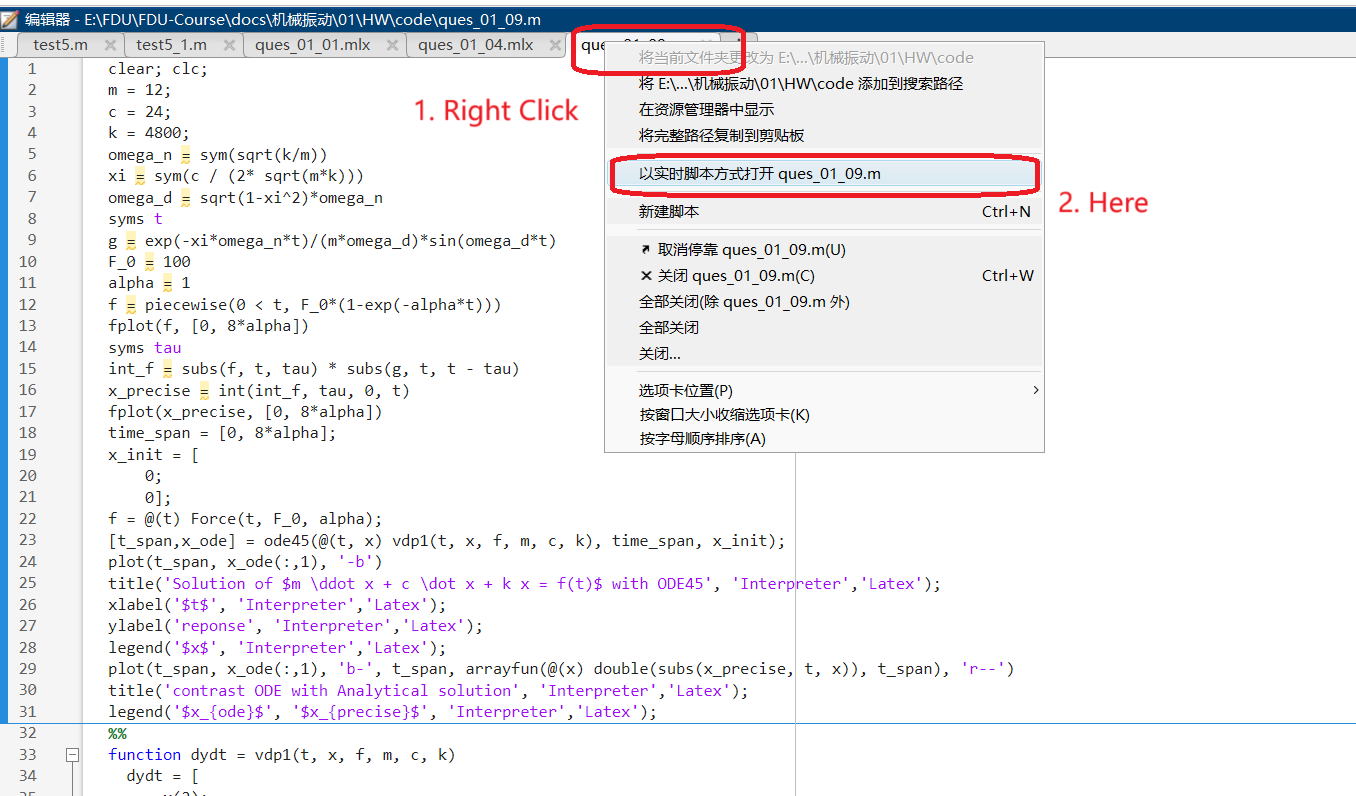 编辑器 - E:\FDU\FDU-Course\docs\机械振动\01\HW\code\ques_01_09.m
test5.m test5_1.m ques_01_01.mlx ques_01_04.mlx
将当前文件夹更改为 E:\...\机械振动\01\HW\code
将 E:\...\机械振动\01\HW\code 添加到搜索路径
在资源管理器中显示
将完整路径复制到剪贴板
以实时脚本方式打开 ques_01_09.m
新建脚本 Ctrl+N
取消停靠 ques_01_09.m(U)
关闭 ques_01_09.m(C) Ctrl+W
全部关闭(除 ques_01_09.m 外)
全部关闭
关闭...
选项卡位置(P)
按窗口大小收缩选项卡(K)
按字母顺序排序(A)
1. Right Click
2. Here
1 clear; clc;
2 m = 12;
3 c = 24;
4 k = 4800;
5 omega_n = sym(sqrt(k/m))
6 xi = sym(c / (2* sqrt(m*k)))
7 omega_d = sqrt(1-xi^2)*omega_n
8 syms t
9 g = exp(-xi*omega_n*t)/(m*omega_d)*sin(omega_d*t)
10 F_0 = 100
11 alpha = 1
12 f = piecewise(0 < t, F_0*(1-exp(-alpha*t)))
13 fplot(f, [0, 8*alpha])
14 syms tau
15 int_f = subs(f, t, tau) * subs(g, t, t - tau)
16 x_precise = int(int_f, tau, 0, t)
17 fplot(x_precise, [0, 8*alpha])
18 time_span = [0, 8*alpha];
19 x_init = [
20 0;
21 0];
22 f = @(t) Force(t, F_0, alpha);
23 [t_span,x_ode] = ode45(@(t, x) vdp1(t, x, f, m, c, k), time_span, x_init);
24 plot(t_span, x_ode(:,1), '-b')
25 title('Solution of $m \ddot x + c \dot x + k x = f(t)$ with ODE45', 'Interpreter','Latex');
26 xlabel('$t$', 'Interpreter','Latex');
27 ylabel('reponse', 'Interpreter','Latex');
28 legend('$x$', 'Interpreter','Latex');
29 plot(t_span, x_ode(:,1), 'b-', t_span, arrayfun(@(x) double(subs(x_precise, t, x)), t_span), 'r--')
30 title('contrast ODE with Analytical solution', 'Interpreter','Latex');
31 legend('$x_{ode}$', '$x_{precise}$', 'Interpreter','Latex');
32 %%
33 function dydt = vdp1(t, x, f, m, c, k)
34 dydt = [